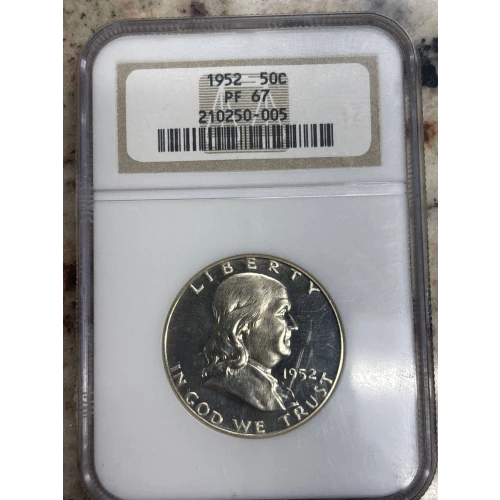 1952 50C
PF 67
210250-005
LIBERTY
1952
IN GOD WE TRUST